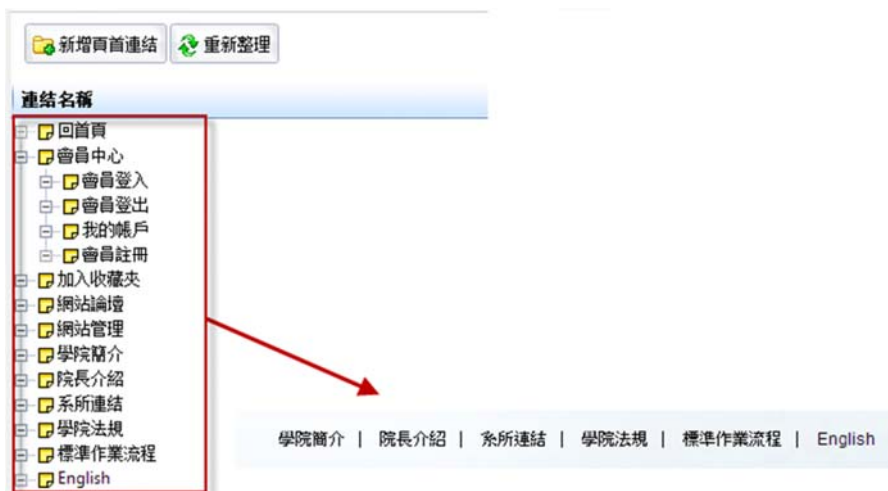 新增頁首連結 重新整理
連結名稱
回首頁
會員中心
會員登入
會員登出
我的帳戶
會員註冊
加入收藏夾
網站論壇
網站管理
學院簡介
院長介紹
系所連結
學院法規
標準作業流程
English
學院簡介 | 院長介紹 | 系所連結 | 學院法規 | 標準作業流程 | English